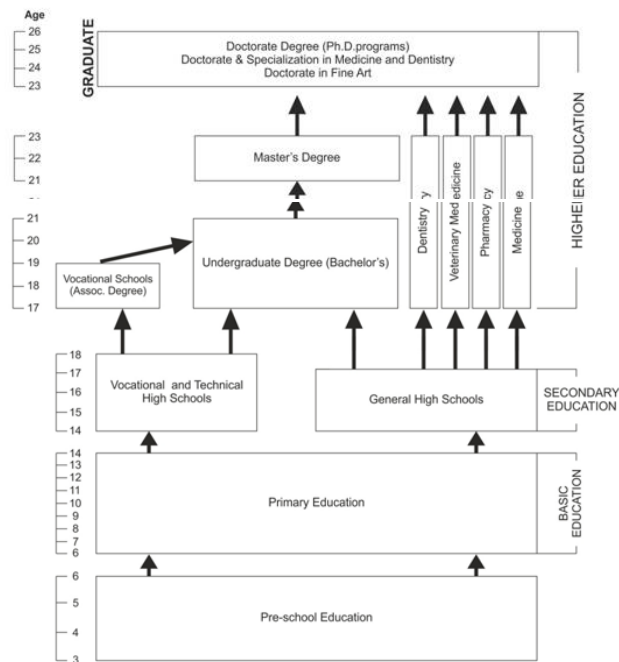 Age
26
25
24
23
GRADUATE
Doctorate Degree (Ph.D.programs)
Doctorate & Specialization in Medicine and Dentistry
Doctorate in Fine Art
23
22
21
Master's Degree
21
20
19
18
17
Undergraduate Degree (Bachelor's)
Vocational Schools
(Assoc. Degree)
Dentistry
Veterinary Medicine
Pharmacy
Medicine
HIGHER EDUCATION
18
17
16
15
14
Vocational and Technical
High Schools
General High Schools
SECONDARY
EDUCATION
14
13
12
11
10
9
8
7
6
Primary Education
BASIC
EDUCATION
6
5
4
3
Pre-school Education